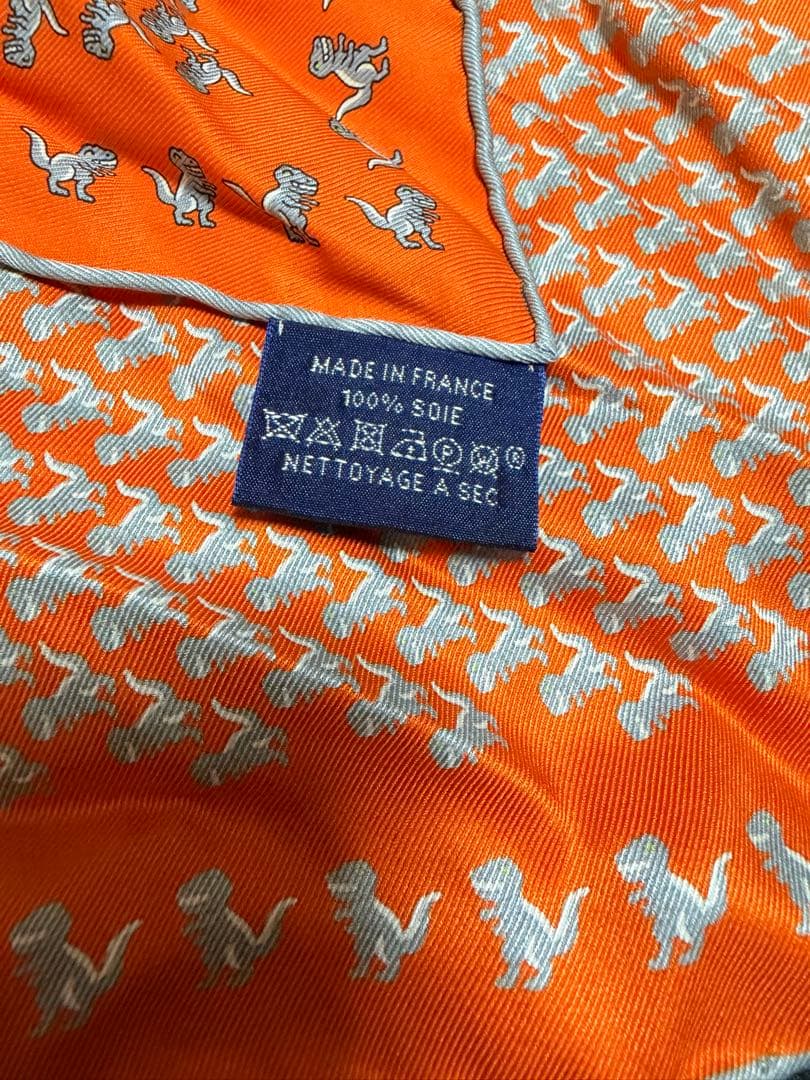 MADE IN FRANCE
100% SOIE
P W ®
NETTOYAGE A SEC